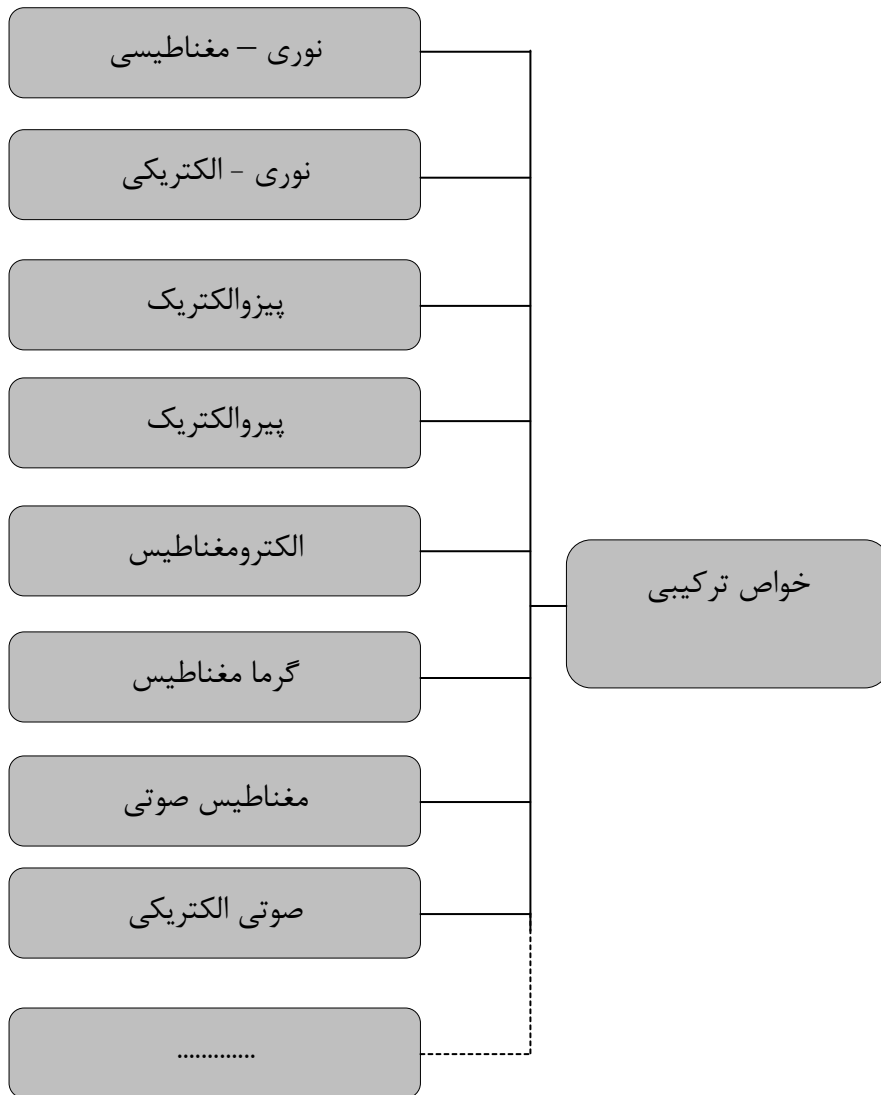 خواص ترکیبی
نوری – مغناطیسی
نوری - الکتریکی
پیزوالکتریک
پیروالکتریک
الکترومغناطیس
گرما مغناطیس
مغناطیس صوتی
صوتی الکتریکی
.............